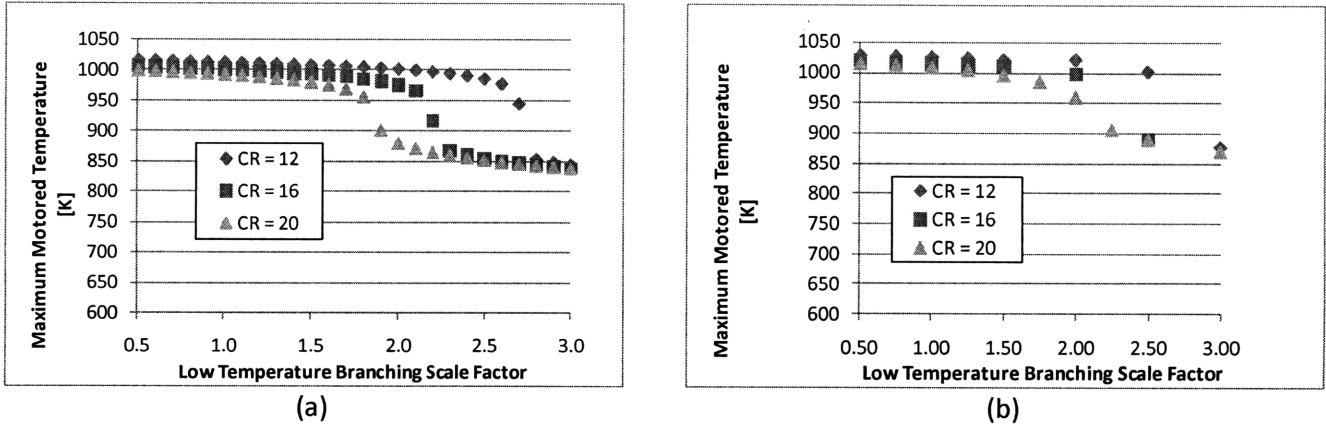 Maximum Motored Temperature
[K]
1050
1000
950
900
850
800
750
700
650
600
CR = 12
CR = 16
CR = 20
0.5 1.0 1.5 2.0 2.5 3.0
Low Temperature Branching Scale Factor
(a)
Maximum Motored Temperature
[K]
1050
1000
950
900
850
800
750
700
650
600
CR = 12
CR = 16
CR = 20
0.50 1.00 1.50 2.00 2.50 3.00
Low Temperature Branching Scale Factor
(b)